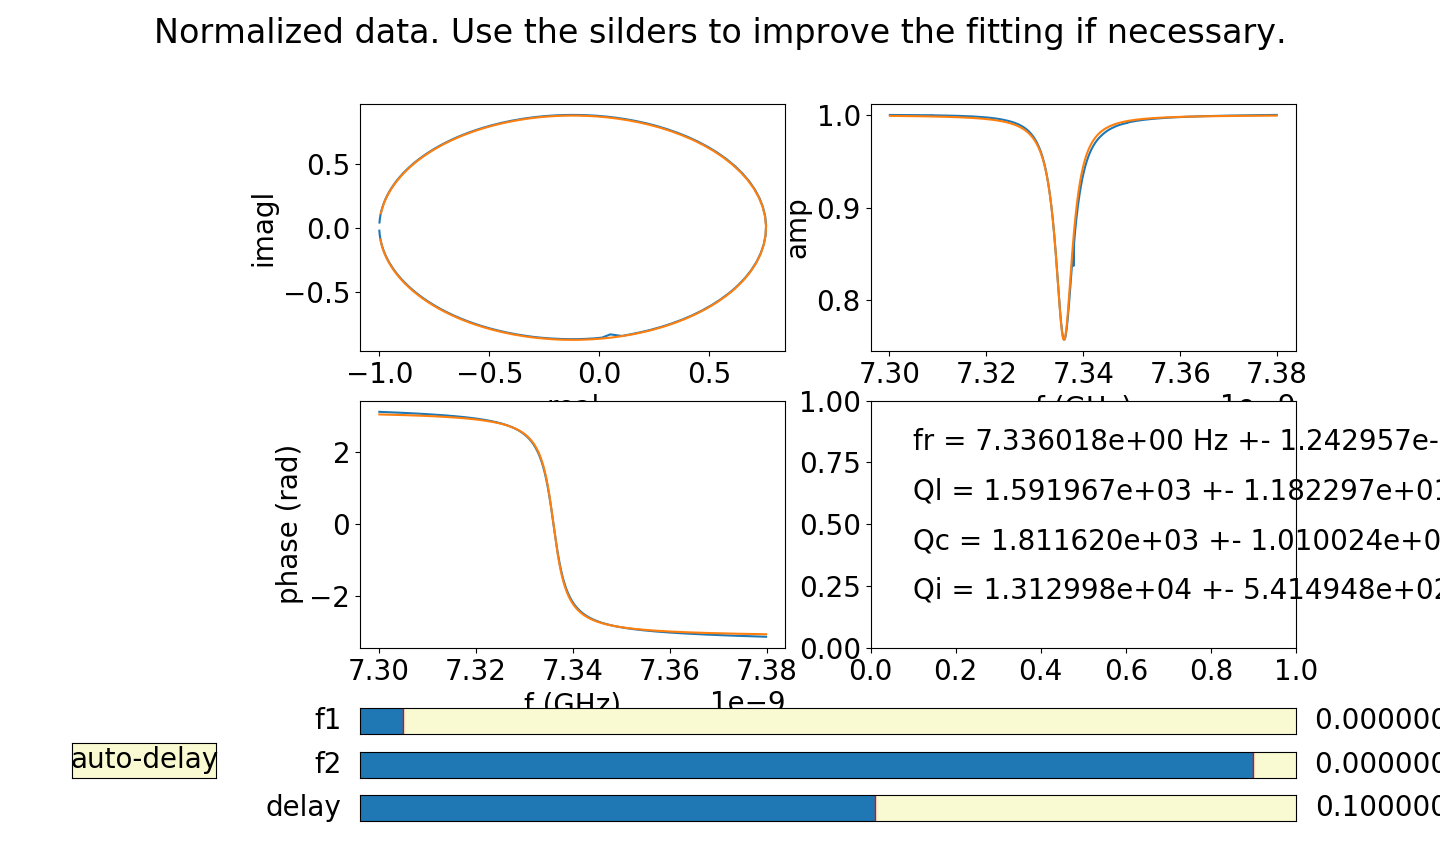 Normalized data. Use the silders to improve the fitting if necessary.
imagl
0.5
0.0
−0.5
−1.0 −0.5 0.0 0.5
amp
1.0
0.9
0.8
7.30 7.32 7.34 7.36 7.38
f (GHz) 1e−9
phase (rad)
2
0
−2
7.30 7.32 7.34 7.36 7.38
f (GHz) 1e−9
1.00
0.75
0.50
0.25
0.00
0.0 0.2 0.4 0.6 0.8 1.0
fr = 7.336018e+00 Hz +- 1.242957e-
Ql = 1.591967e+03 +- 1.182297e+01
Qc = 1.811620e+03 +- 1.010024e+0
Qi = 1.312998e+04 +- 5.414948e+02
f1 0.000000
auto-delay
f2 0.000000
delay 0.100000